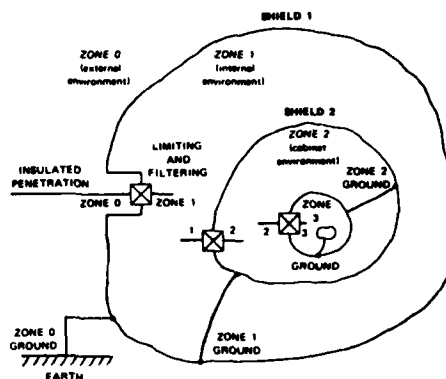 SHIELD 1
ZONE 0
(external
environment)
ZONE 1
(internal
environment)
SHIELD 2
ZONE 2
(cabinet
environment)
LIMITING
AND
FILTERING
INSULATED
PENETRATION
ZONE 0
ZONE 1
ZONE 2
GROUND
ZONE
3
2
3
1
2
GROUND
ZONE 0
GROUND
ZONE 1
GROUND
EARTH